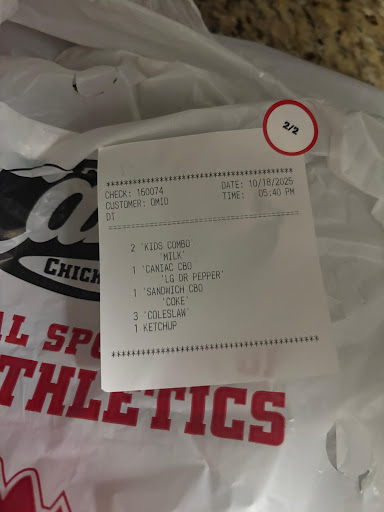 2/2
************************************
CHECK: 160074 DATE: 10/18/2025
CUSTOMER: OMID TIME: 05:40 PM
DT
====================================
2 'KIDS COMBO
'MILK'
1 'CANIAC CBO
'LG DR PEPPER'
1 'SANDWICH CBO
'COKE'
3 'COLESLAW'
1 KETCHUP
************************************
CHICK
THLETICS